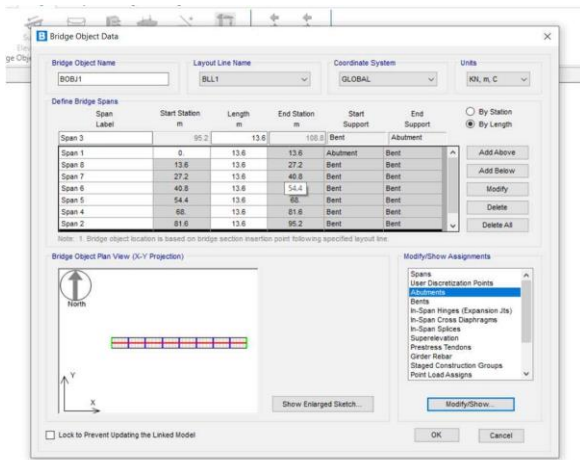 Bridge Object Data
Bridge Object Name
Layout Line Name
Coordinate System
Units
BOBJ1
BLL1
GLOBAL
KN, m, C
Define Bridge Spans
Span Label Start Station m Length m End Station m Start Support End Support
By Station
By Length
Span 3 95.2 13.6 108.8 Bent Abutment
Span 1 0. 13.6 13.6 Abutment Bent
Span 8 13.6 13.6 27.2 Bent Bent
Span 7 27.2 13.6 40.8 Bent Bent
Span 6 40.8 13.6 54.4 Bent Bent
Span 5 54.4 13.6 68. Bent Bent
Span 4 68. 13.6 81.6 Bent Bent
Span 2 81.6 13.6 95.2 Bent Bent
Add Above
Add Below
Modify
Delete
Delete All
Note: 1. Bridge object location is based on bridge section insertion point following specified layout line.
Bridge Object Plan View (X-Y Projection)
North
Y
X
Show Enlarged Sketch...
Modify/Show Assignments
Spans
User Discretization Points
Abutments
Bents
In-Span Hinges (Expansion Jts)
In-Span Cross Diaphragms
In-Span Splices
Superelevation
Prestress Tendons
Girder Rebar
Staged Construction Groups
Point Load Assigns
Modify/Show...
Lock to Prevent Updating the Linked Model
OK
Cancel